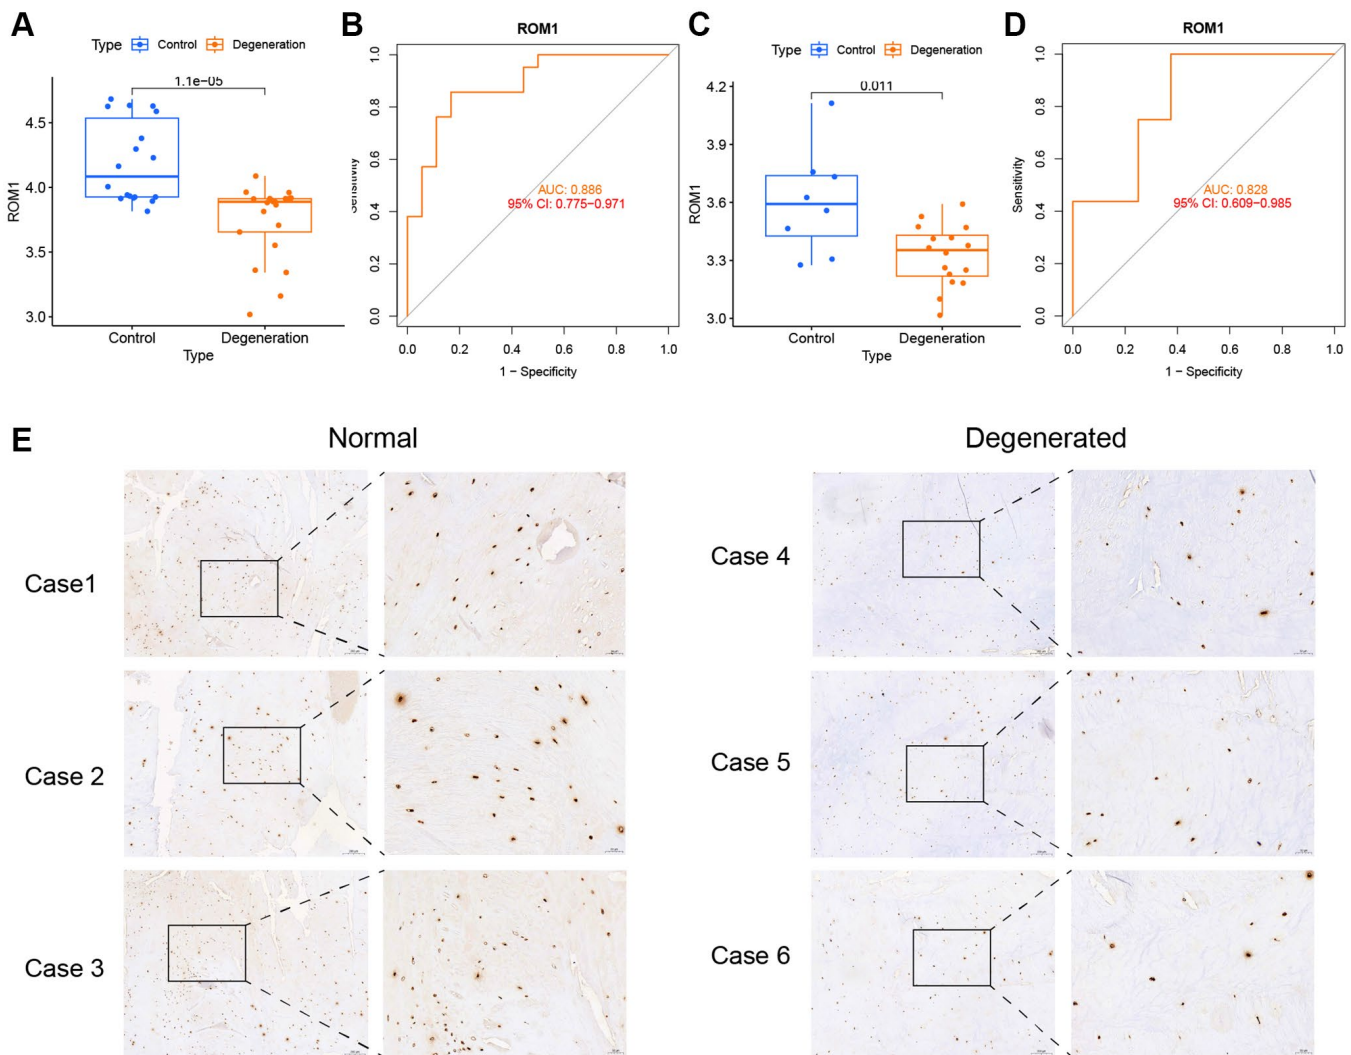 A
Type Control Degeneration
1.1e−05
ROM1
4.5
4.0
3.5
3.0
Control Degeneration
Type
B
ROM1
Sensitivity
1.0
0.8
0.6
0.4
0.2
0.0
AUC: 0.886
95% CI: 0.775−0.971
0.0 0.2 0.4 0.6 0.8 1.0
1 − Specificity
C
Type Control Degeneration
0.011
ROM1
4.2
3.9
3.6
3.3
3.0
Control Degeneration
Type
D
ROM1
Sensitivity
1.0
0.8
0.6
0.4
0.2
0.0
AUC: 0.828
95% CI: 0.609−0.985
0.0 0.2 0.4 0.6 0.8 1.0
1 − Specificity
E
Normal
Degenerated
Case1
Case 4
Case 2
Case 5
Case 3
Case 6